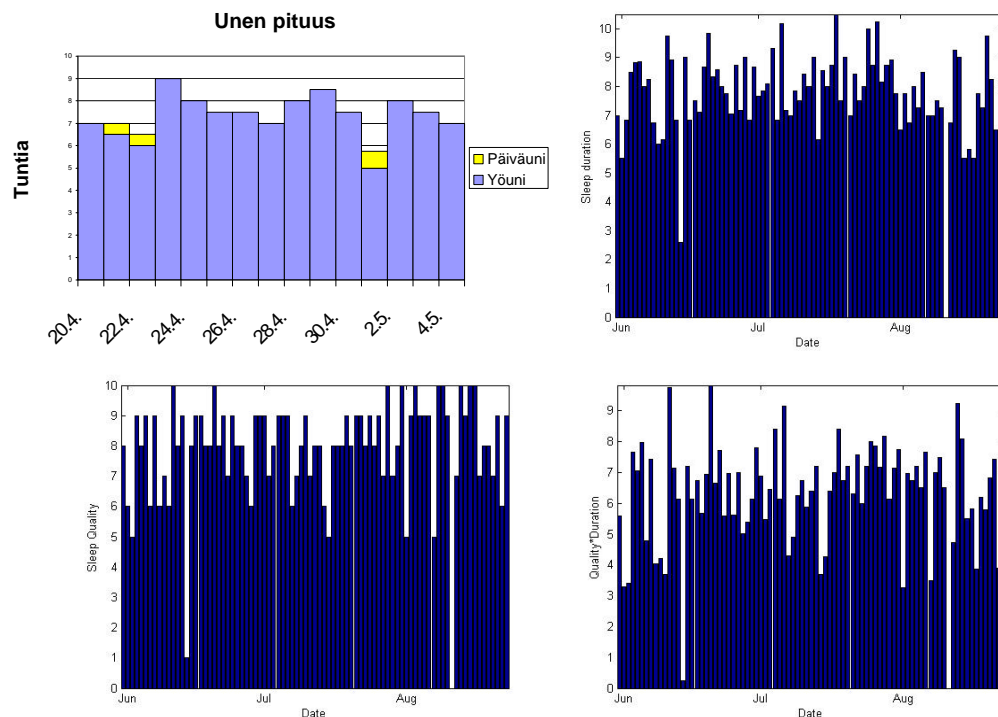 Unen pituus
Tuntia
10
9
8
7
6
5
4
3
2
1
0
20.4.
22.4.
24.4.
26.4.
28.4.
30.4.
2.5.
4.5.
Päiväuni
Yöuni
Sleep duration
10
9
8
7
6
5
4
3
2
1
0
Jun
Jul
Aug
Date
Sleep Quality
10
9
8
7
6
5
4
3
2
1
0
Jun
Jul
Aug
Date
Quality*Duration
9
8
7
6
5
4
3
2
1
0
Jun
Jul
Aug
Date